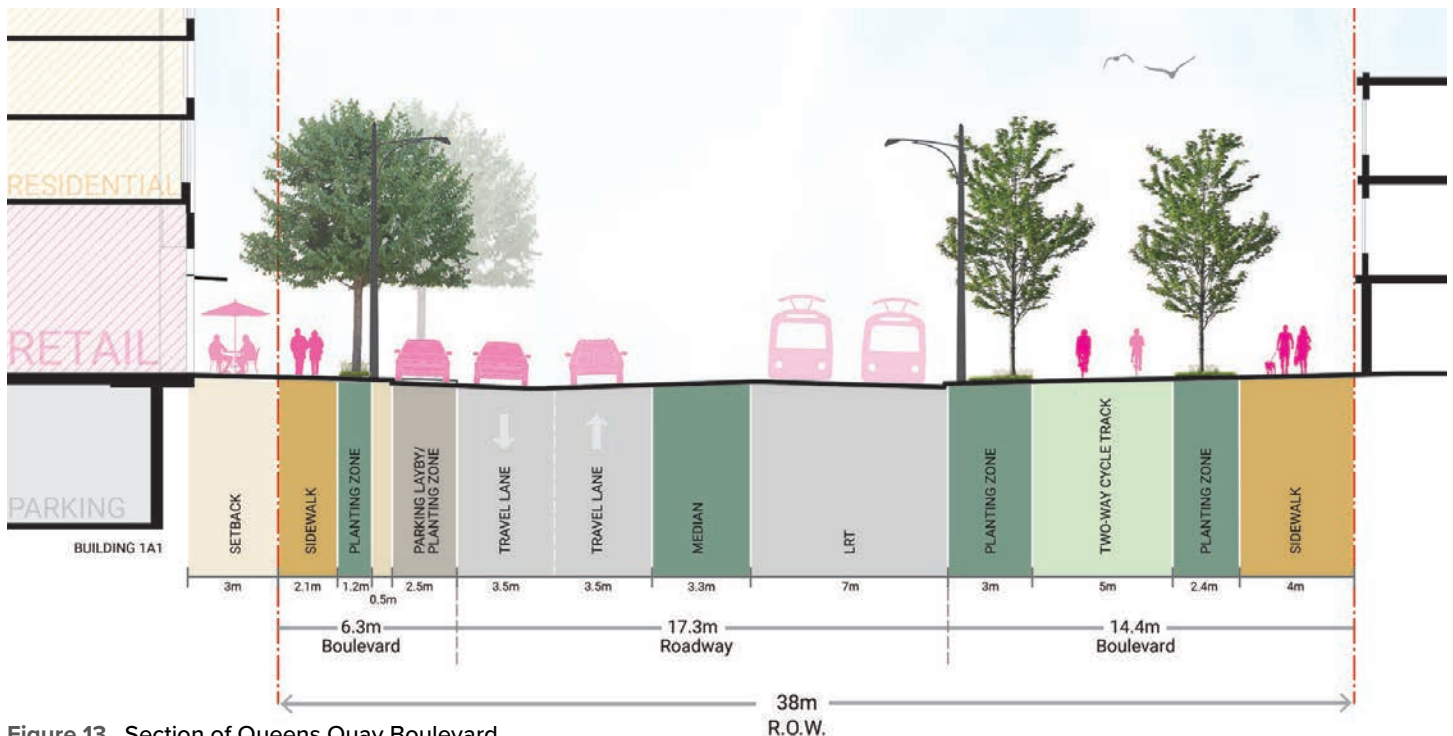 RESIDENTIAL
RETAIL
PARKING
BUILDING 1A1
SETBACK
SIDEWALK
PLANTING ZONE
PARKING LAYBY/
PLANTING ZONE
TRAVEL LANE
TRAVEL LANE
MEDIAN
LRT
PLANTING ZONE
TWO-WAY CYCLE TRACK
PLANTING ZONE
SIDEWALK
3m
2.1m
1.2m
0.5m
2.5m
3.5m
3.5m
3.3m
7m
3m
5m
2.4m
4m
6.3m
Boulevard
17.3m
Roadway
14.4m
Boulevard
38m
R.O.W.
Figure 13 Section of Queens Quay Boulevard